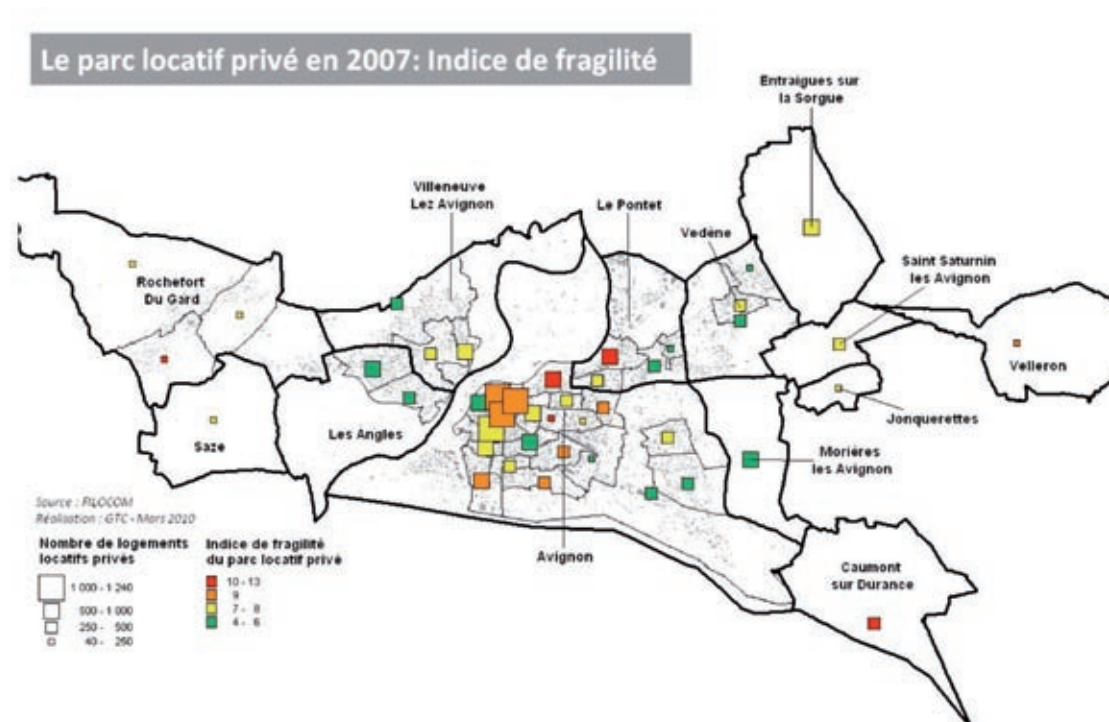 Le parc locatif privé en 2007: Indice de fragilité
Entraigues sur
la Sorgue
Villeneuve
Lez Avignon
Le Pontet
Vedène
Saint Saturnin
les Avignon
Rochefort
Du Gard
Velleron
Jonquerettes
Les Angles
Saze
Morières
les Avignon
Avignon
Caumont
sur Durance
Source : FILOCOM
Réalisation : GTC - Mars 2010
Nombre de logements
locatifs privés
1 000 - 1 240
500 - 1 000
250 - 500
40 - 250
Indice de fragilité
du parc locatif privé
10 - 13
9
7 - 8
4 - 6